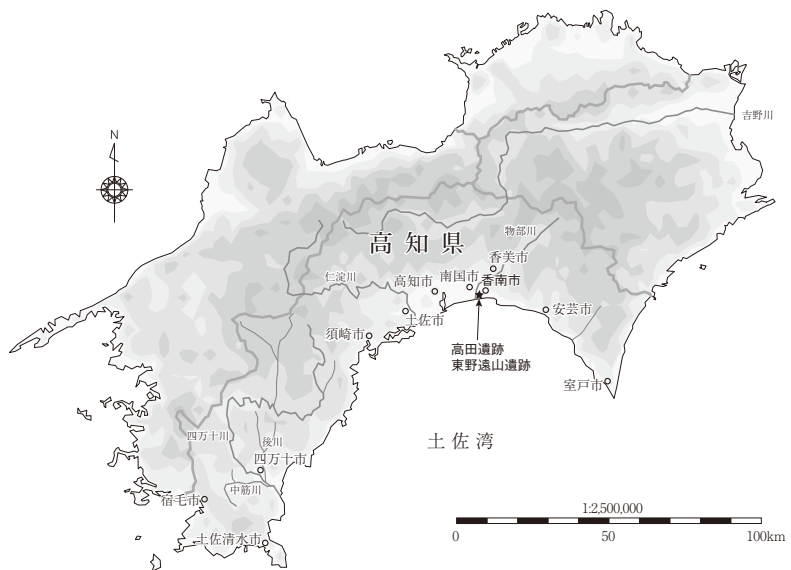 N
吉野川
物部川
高知県
香美市
仁淀川
高知市
南国市
香南市
土佐市
安芸市
須崎市
高田遺跡
東野遠山遺跡
室戸市
四万十川
後川
土佐湾
四万十市
中筋川
宿毛市
土佐清水市
1:2,500,000
0 50 100km